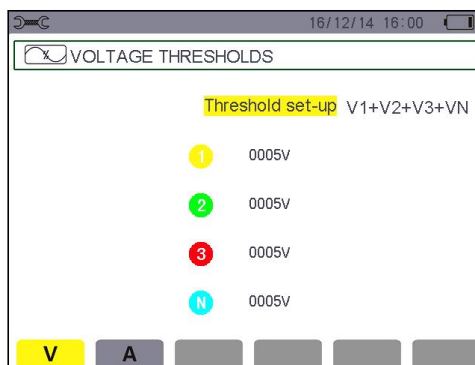 16/12/14 16:00
VOLTAGE THRESHOLDS
Threshold set-up V1+V2+V3+VN
1 0005V
2 0005V
3 0005V
N 0005V
V A